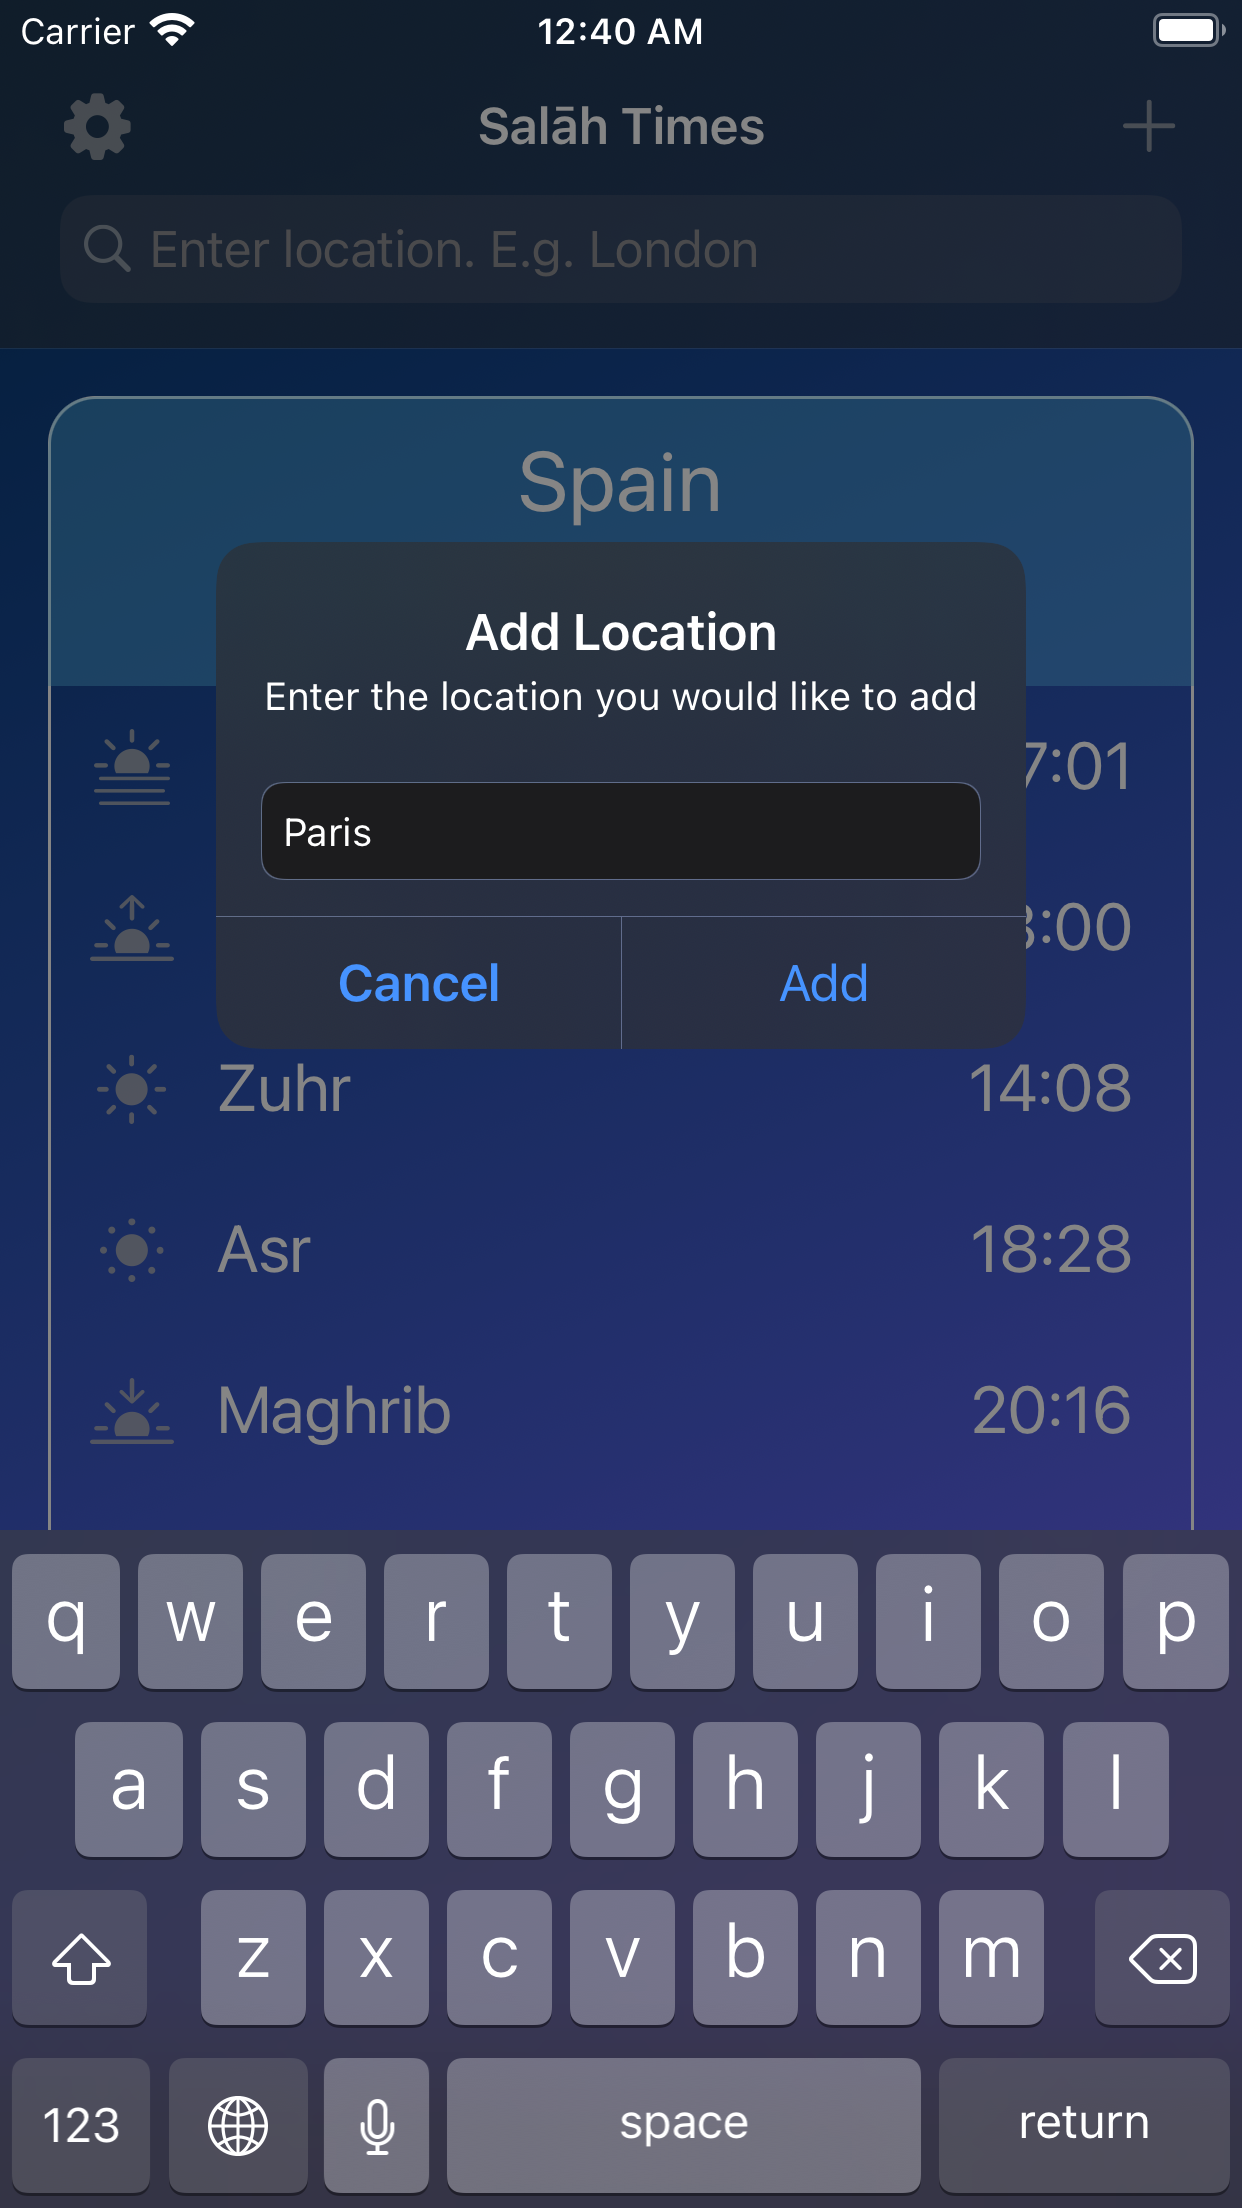 Carrier 12:40 AM
Salāh Times
Enter location. E.g. London
Spain
Add Location
Enter the location you would like to add
Paris
Cancel Add
7:01
:00
Zuhr 14:08
Asr 18:28
Maghrib 20:16
q w e r t y u i o p
a s d f g h j k l
z x c v b n m
123 space return